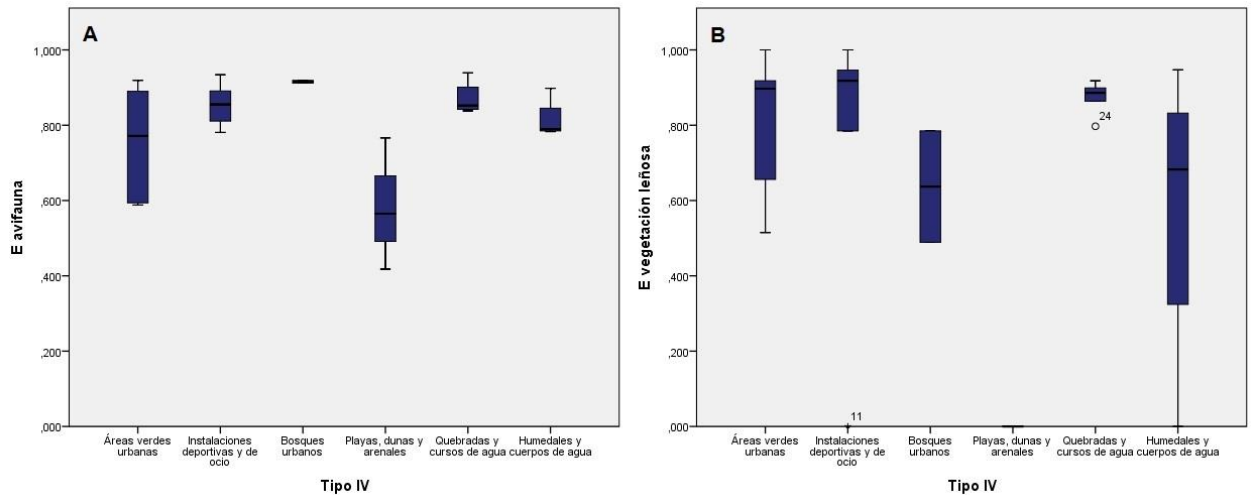 A
1,000
,800
,600
,400
,200
,000
E avifauna
Áreas verdes
urbanas
Instalaciones
deportivas y de
ocio
Bosques
urbanos
Playas, dunas y
arenales
Quebradas y
cursos de agua
Humedales y
cuerpos de agua
Tipo IV
B
1,000
,800
,600
,400
,200
,000
E vegetación leñosa
24
11
Áreas verdes
urbanas
Instalaciones
deportivas y de
ocio
Bosques
urbanos
Playas, dunas y
arenales
Quebradas y
cursos de agua
Humedales y
cuerpos de agua
Tipo IV